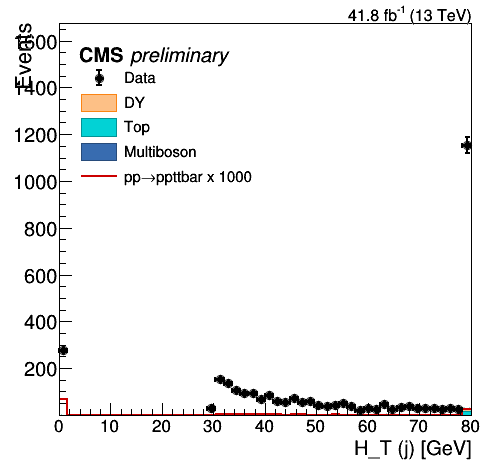 41.8 fb⁻¹ (13 TeV)
Events
CMS preliminary
Data
DY
Top
Multiboson
pp→ppttbar x 1000
1600
1400
1200
1000
800
600
400
200
0 10 20 30 40 50 60 70 80
H_T (j) [GeV]